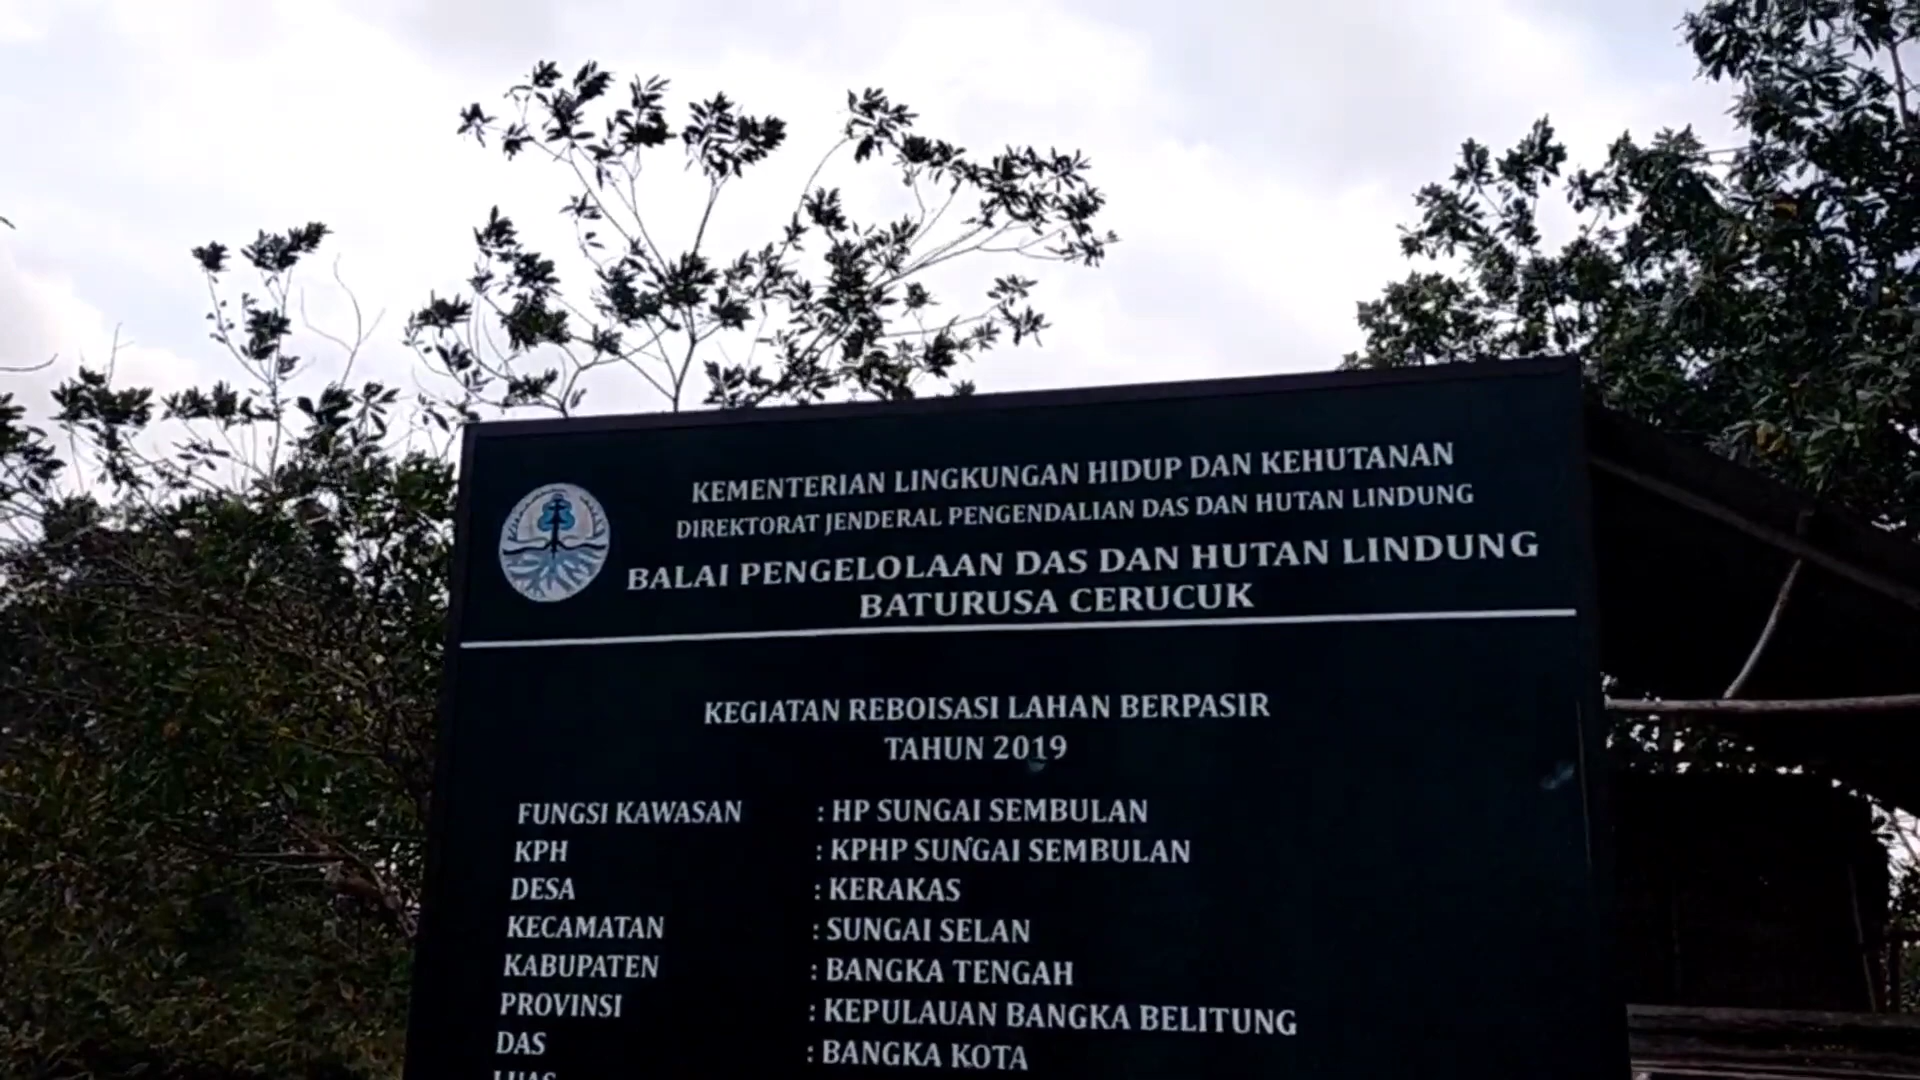 KEMENTERIAN LINGKUNGAN HIDUP DAN KEHUTANAN
DIREKTORAT JENDERAL PENGENDALIAN DAS DAN HUTAN LINDUNG
BALAI PENGELOLAAN DAS DAN HUTAN LINDUNG
BATURUSA CERUCUK
KEGIATAN REBOISASI LAHAN BERPASIR
TAHUN 2019
FUNGSI KAWASAN : HP SUNGAI SEMBULAN
KPH : KPHP SUNGAI SEMBULAN
DESA : KERAKAS
KECAMATAN : SUNGAI SELAN
KABUPATEN : BANGKA TENGAH
PROVINSI : KEPULAUAN BANGKA BELITUNG
DAS : BANGKA KOTA